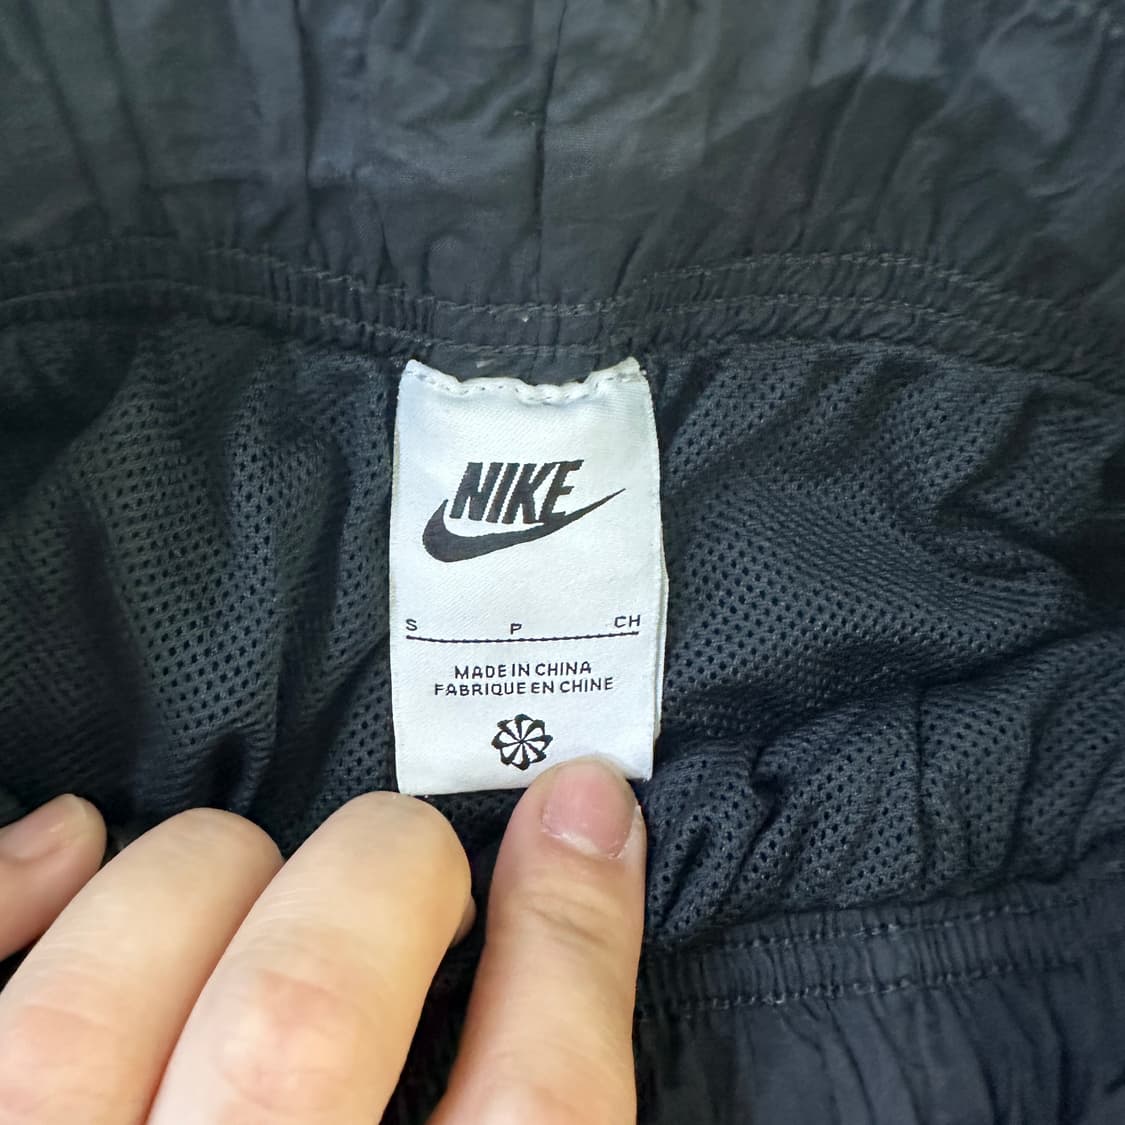 NIKE
S P CH
MADE IN CHINA
FABRIQUE EN CHINE